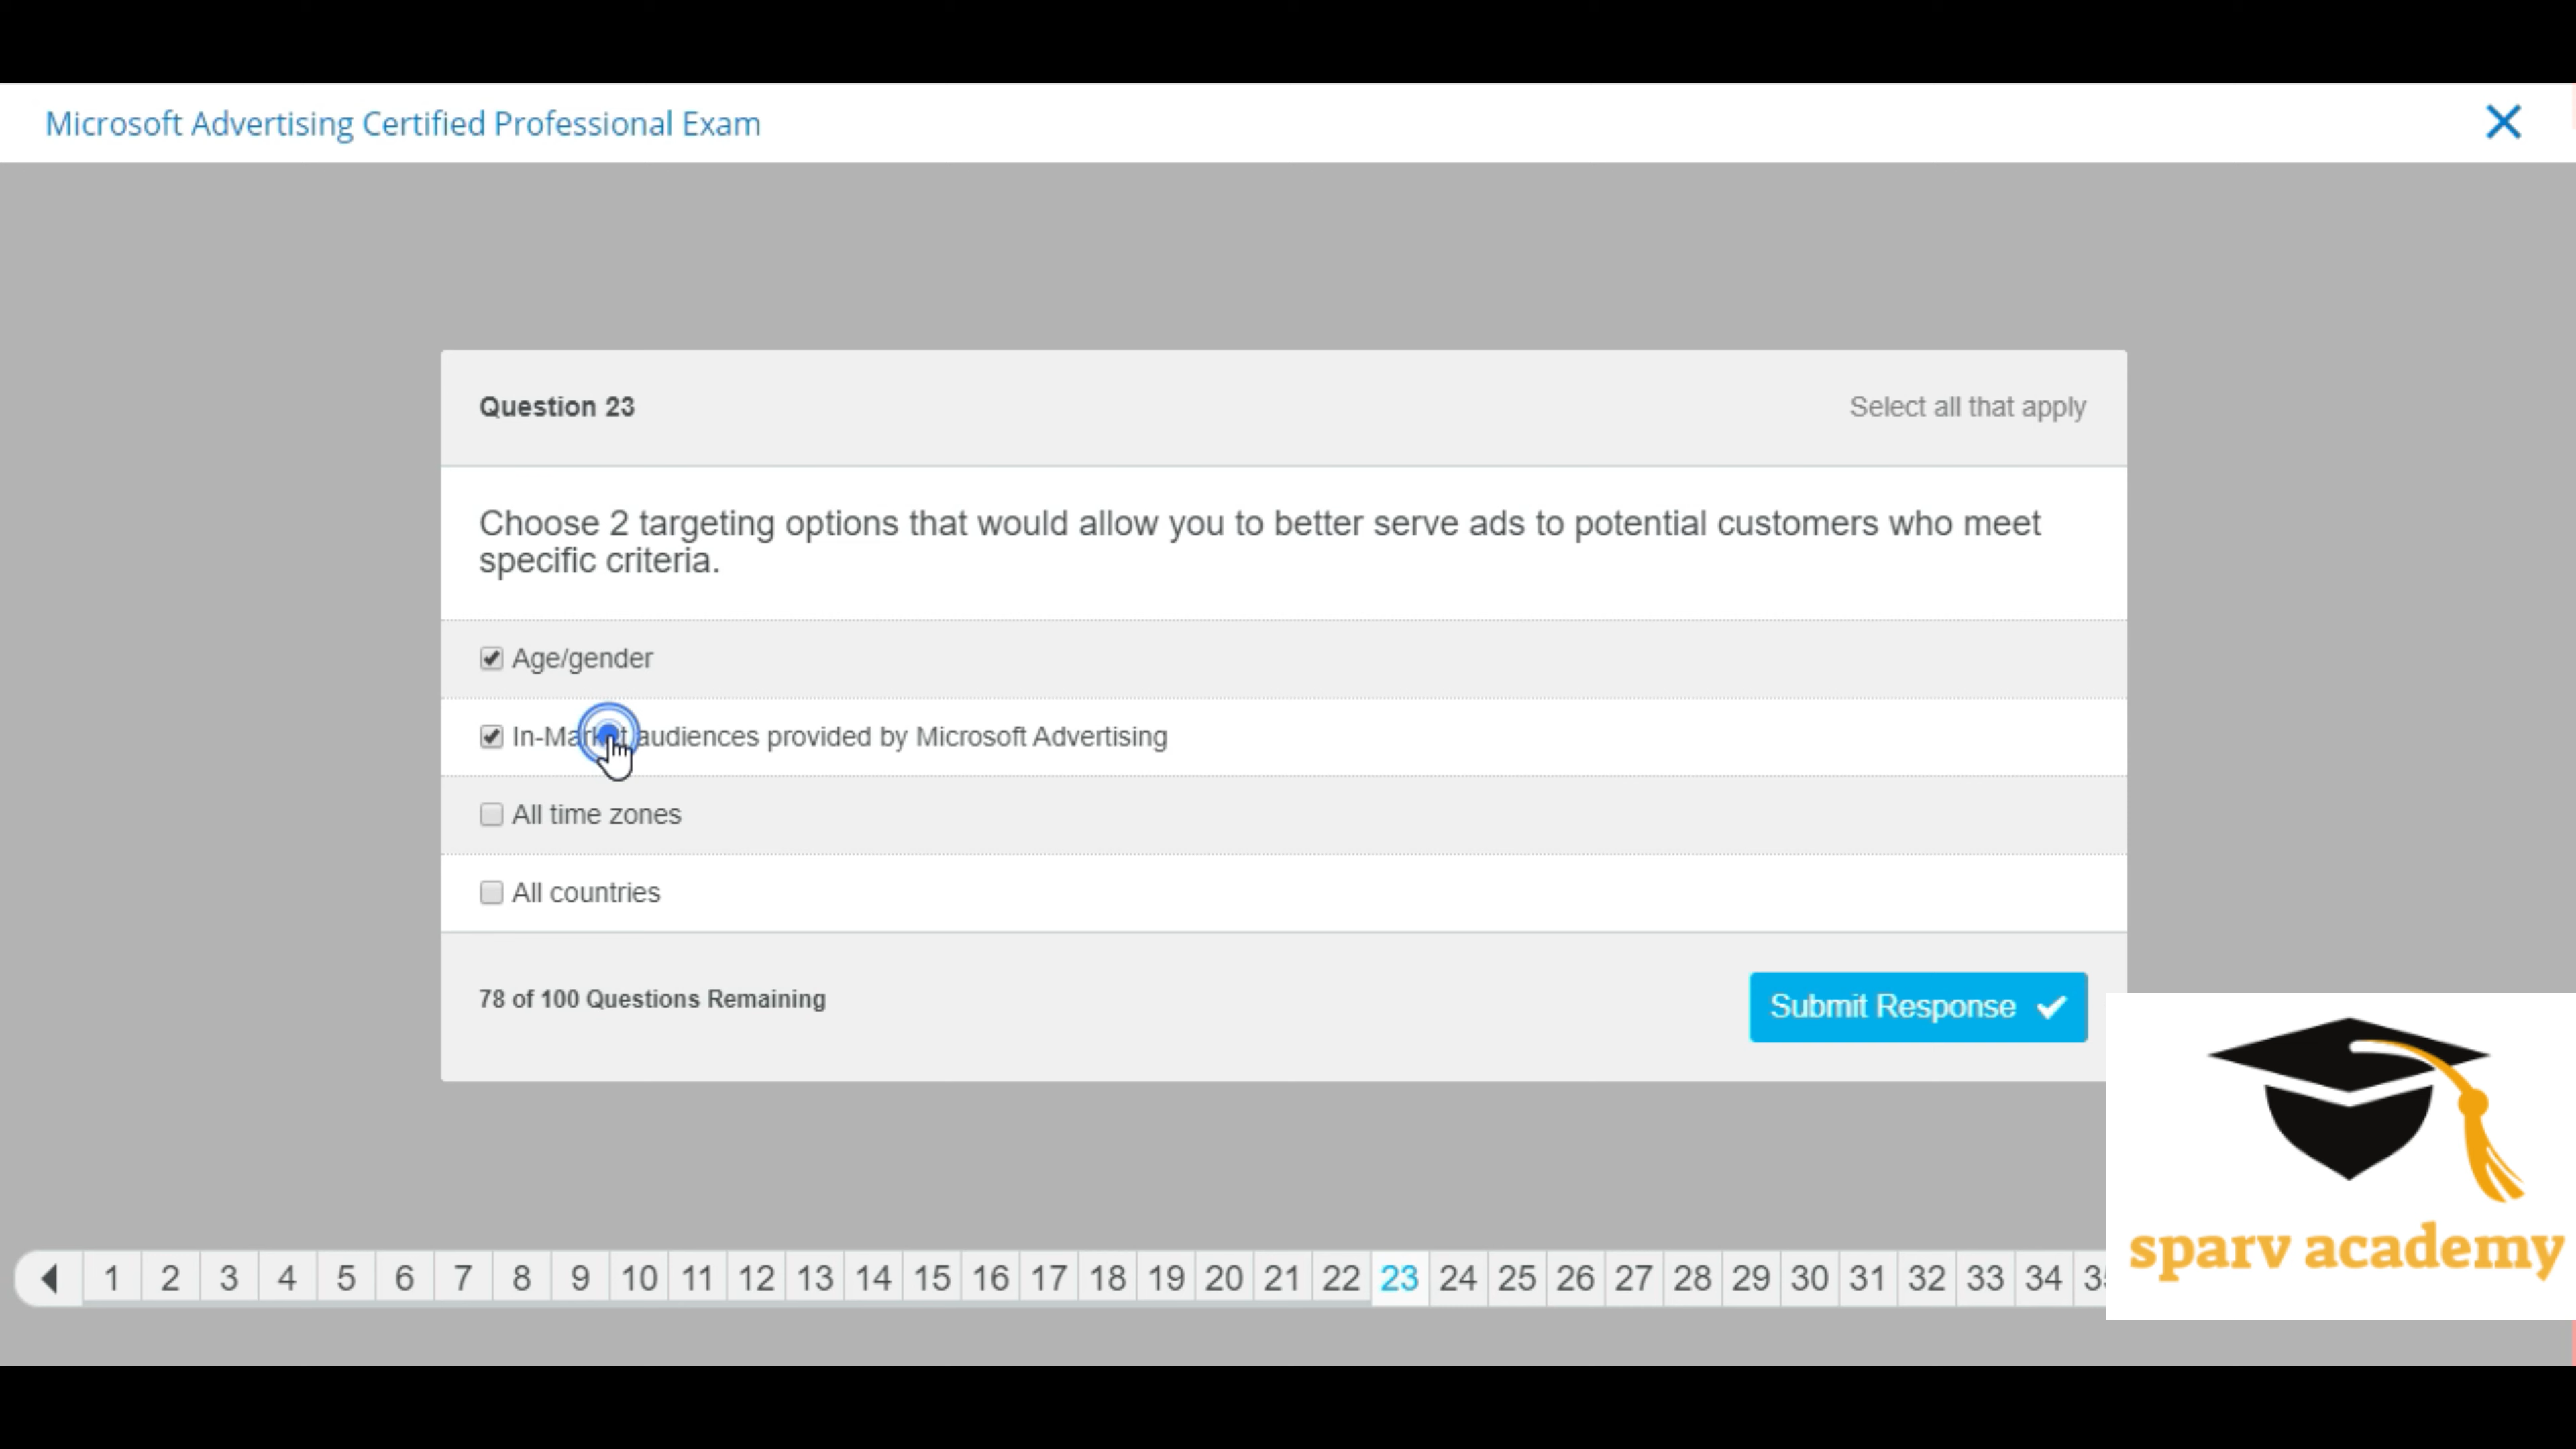 Microsoft Advertising Certified Professional Exam
Question 23
Select all that apply
Choose 2 targeting options that would allow you to better serve ads to potential customers who meet
specific criteria.
Age/gender
In-Market audiences provided by Microsoft Advertising
All time zones
All countries
78 of 100 Questions Remaining
Submit Response
1 2 3 4 5 6 7 8 9 10 11 12 13 14 15 16 17 18 19 20 21 22 23 24 25 26 27 28 29 30 31 32 33 34
sparv academy